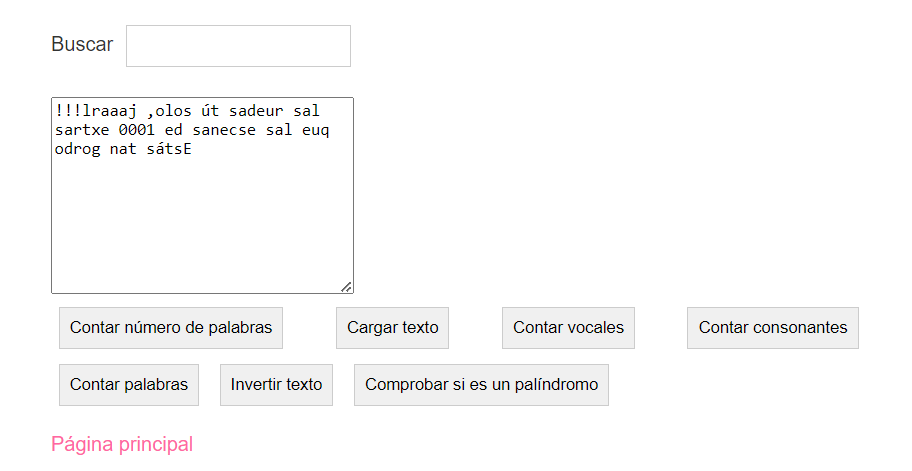 Buscar
!!!lraaaj ,olos út sadeur sal
sartxe 0001 ed sanecse sal euq
odrog nat sátsE
Contar número de palabras Cargar texto Contar vocales Contar consonantes
Contar palabras Invertir texto Comprobar si es un palíndromo
Página principal